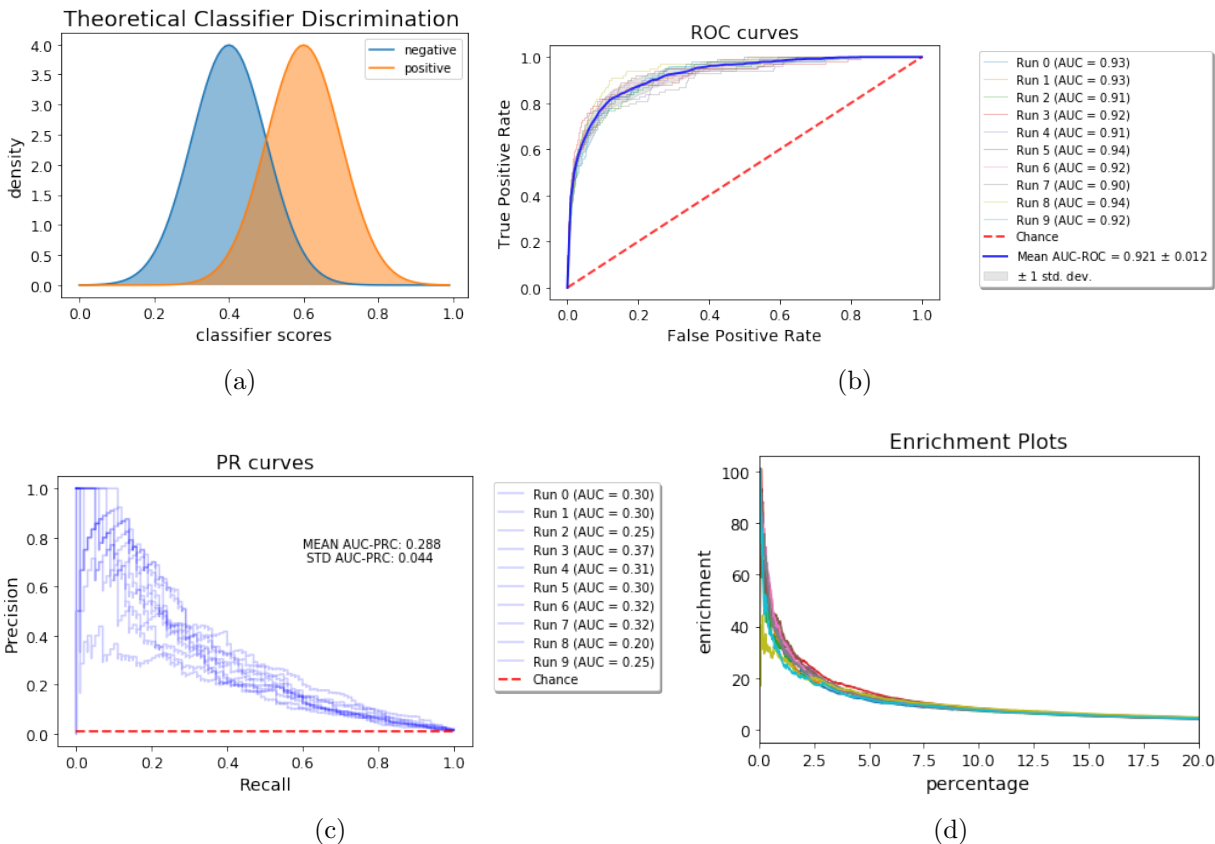 Theoretical Classifier Discrimination
4.0
3.5
3.0
2.5
2.0
1.5
1.0
0.5
0.0
density
negative
positive
0.0 0.2 0.4 0.6 0.8 1.0
classifier scores
(a)
ROC curves
1.0
0.8
0.6
0.4
0.2
0.0
True Positive Rate
0.0 0.2 0.4 0.6 0.8 1.0
False Positive Rate
Run 0 (AUC = 0.93)
Run 1 (AUC = 0.93)
Run 2 (AUC = 0.91)
Run 3 (AUC = 0.92)
Run 4 (AUC = 0.91)
Run 5 (AUC = 0.94)
Run 6 (AUC = 0.92)
Run 7 (AUC = 0.90)
Run 8 (AUC = 0.94)
Run 9 (AUC = 0.92)
Chance
Mean AUC-ROC = 0.921 ± 0.012
± 1 std. dev.
(b)
PR curves
1.0
0.8
0.6
0.4
0.2
0.0
Precision
MEAN AUC-PRC: 0.288
STD AUC-PRC: 0.044
0.0 0.2 0.4 0.6 0.8 1.0
Recall
Run 0 (AUC = 0.30)
Run 1 (AUC = 0.30)
Run 2 (AUC = 0.25)
Run 3 (AUC = 0.37)
Run 4 (AUC = 0.31)
Run 5 (AUC = 0.30)
Run 6 (AUC = 0.32)
Run 7 (AUC = 0.32)
Run 8 (AUC = 0.20)
Run 9 (AUC = 0.25)
Chance
(c)
Enrichment Plots
100
80
60
40
20
0
enrichment
0.0 2.5 5.0 7.5 10.0 12.5 15.0 17.5 20.0
percentage
(d)